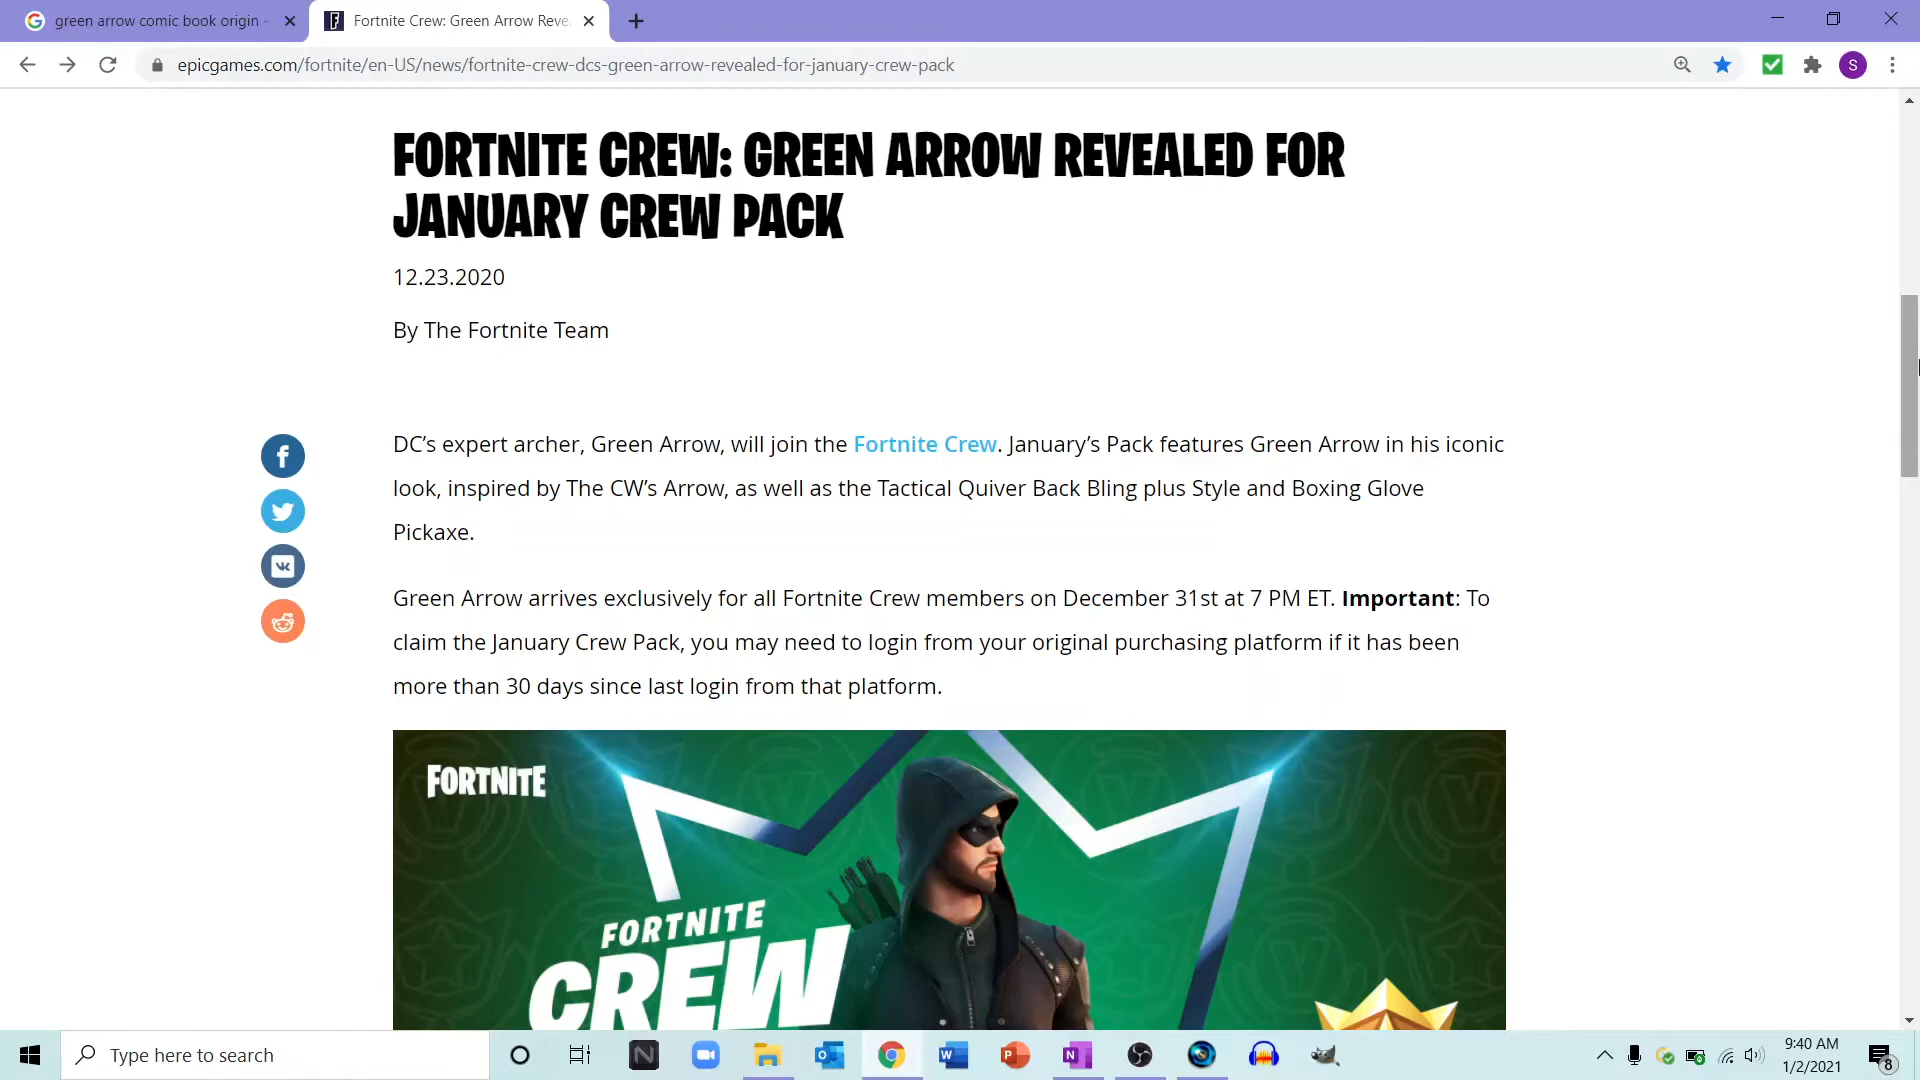 green arrow comic book origin -
Fortnite Crew: Green Arrow Reve
epicgames.com/fortnite/en-US/news/fortnite-crew-dcs-green-arrow-revealed-for-january-crew-pack
S
FORTNITE CREW: GREEN ARROW REVEALED FOR
JANUARY CREW PACK
12.23.2020
By The Fortnite Team
DC’s expert archer, Green Arrow, will join the Fortnite Crew. January’s Pack features Green Arrow in his iconic
look, inspired by The CW’s Arrow, as well as the Tactical Quiver Back Bling plus Style and Boxing Glove
Pickaxe.
Green Arrow arrives exclusively for all Fortnite Crew members on December 31st at 7 PM ET. Important: To
claim the January Crew Pack, you may need to login from your original purchasing platform if it has been
more than 30 days since last login from that platform.
FORTNITE
FORTNITE
CREW
Type here to search
9:40 AM
1/2/2021
8